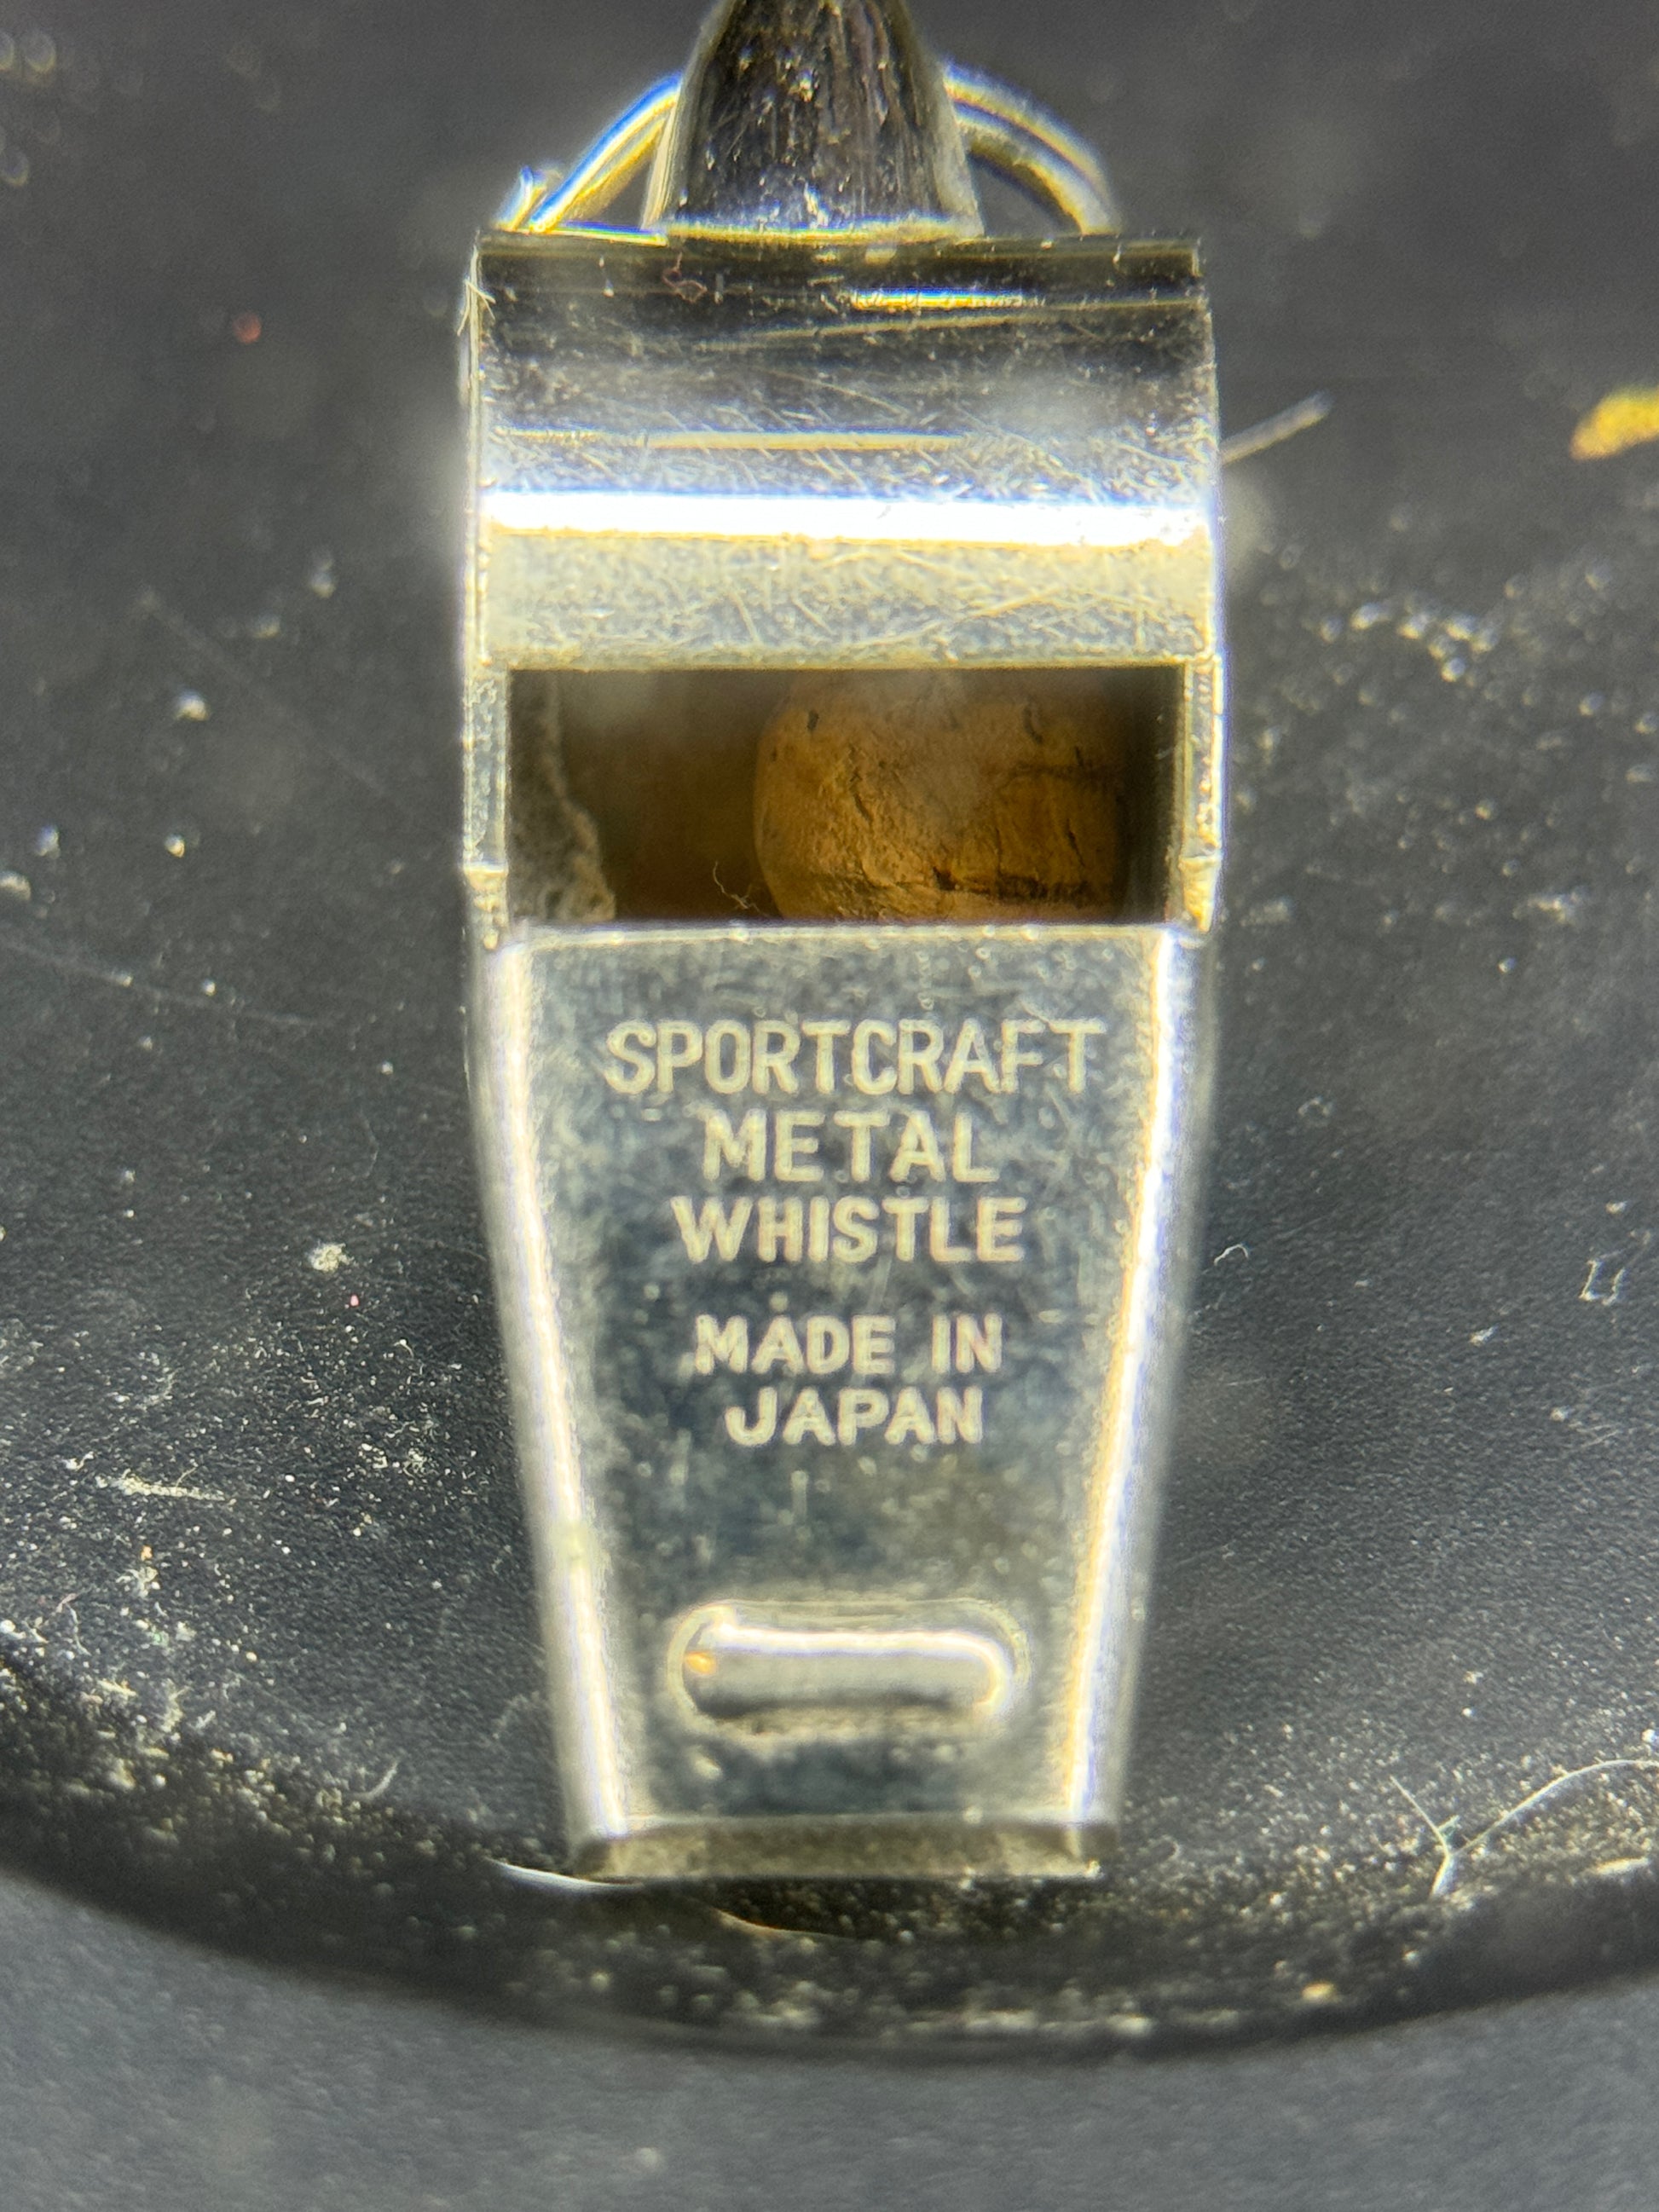 SPORTCRAFT
METAL
WHISTLE
MADE IN
JAPAN